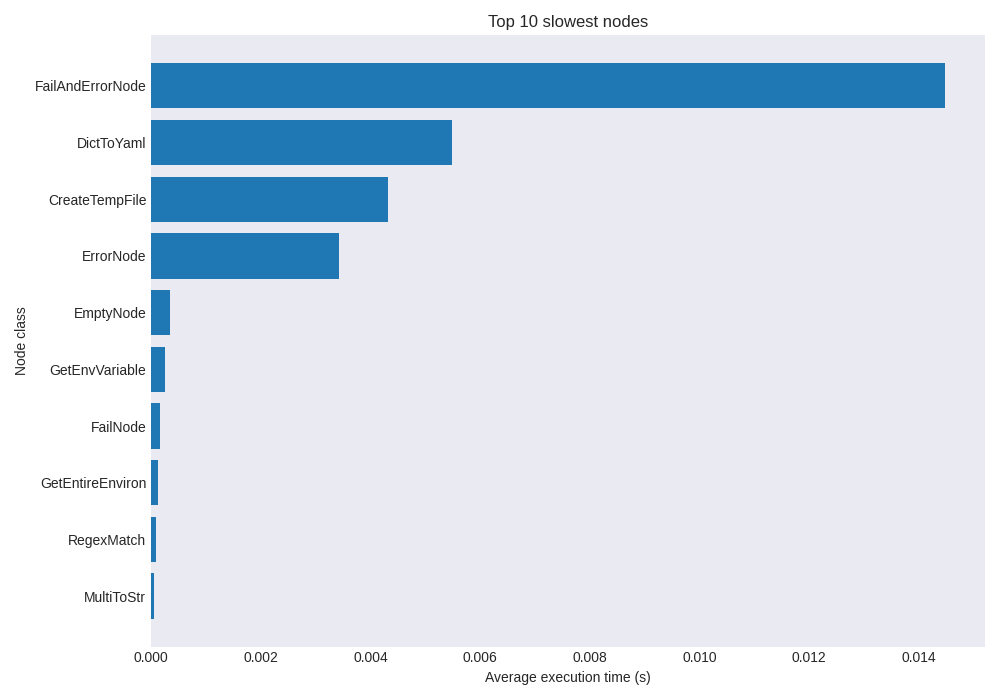 Top 10 slowest nodes
Node class
FailAndErrorNode
DictToYaml
CreateTempFile
ErrorNode
EmptyNode
GetEnvVariable
FailNode
GetEntireEnviron
RegexMatch
MultiToStr
0.000 0.002 0.004 0.006 0.008 0.010 0.012 0.014
Average execution time (s)